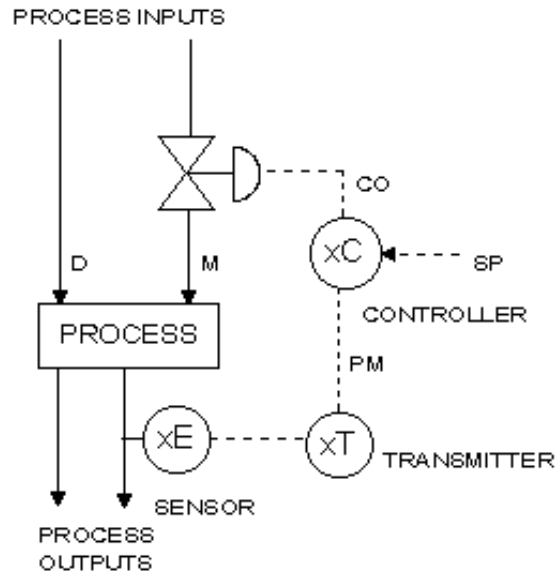 PROCESS INPUTS
CO
xC
SP
D
M
CONTROLLER
PROCESS
PM
xE
xT
TRANSMITTER
SENSOR
PROCESS
OUTPUTS